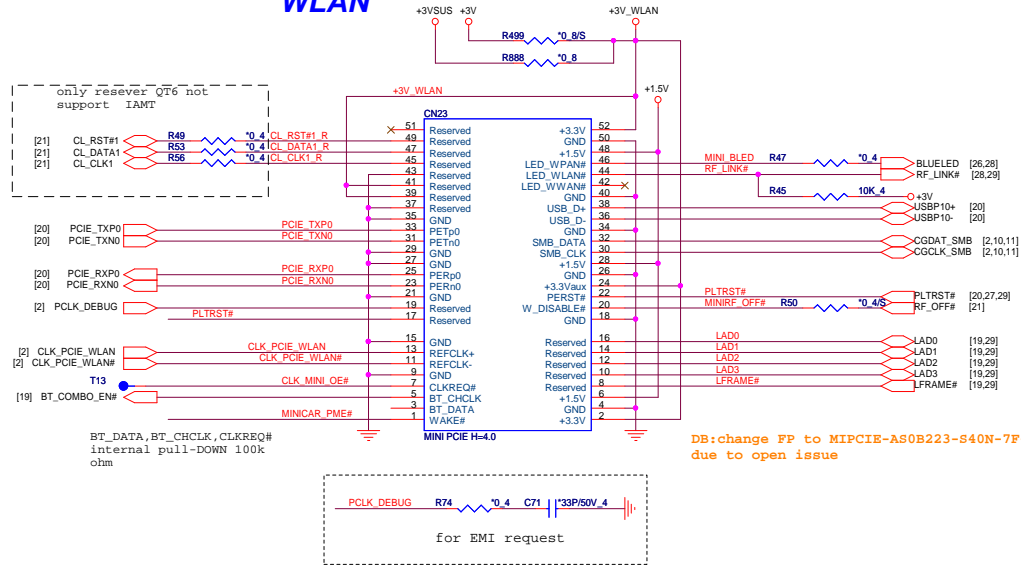 WLAN
+3VSUS +3V +3V_WLAN
R499 *0_8/S
R888 *0_8
+3V_WLAN +1.5V
only resever QT6 not
support IAMT
CN23
[21] CL_RST#1 R49 *0_4 CL_RST#1_R
[21] CL_DATA1 R53 *0_4 CL_DATA1_R
[21] CL_CLK1 R56 *0_4 CL_CLK1_R
51 Reserved +3.3V 52
49 Reserved GND 50
47 Reserved +1.5V 48
45 Reserved LED_WPAN# 46 MINI_BLED R47 *0_4 BLUELED [26,28]
43 Reserved LED_WLAN# 44 RF_LINK# RF_LINK# [28,29]
41 Reserved LED_WWAN# 42
39 Reserved GND 40 R45 10K_4 +3V
37 Reserved USB_D+ 38 USBP10+ [20]
35 GND USB_D- 36 USBP10- [20]
[20] PCIE_TXP0 PCIE_TXP0 33 PETp0 GND 34
[20] PCIE_TXN0 PCIE_TXN0 31 PETn0 SMB_DATA 32 CGDAT_SMB [2,10,11]
29 GND SMB_CLK 30 CGCLK_SMB [2,10,11]
27 GND +1.5V 28
[20] PCIE_RXP0 PCIE_RXP0 25 PERp0 GND 26
[20] PCIE_RXN0 PCIE_RXN0 23 PERn0 +3.3Vaux 24
21 GND PERST# 22 PLTRST# PLTRST# [20,27,29]
[2] PCLK_DEBUG 19 Reserved W_DISABLE# 20 MINIRF_OFF# R50 *0_4/S RF_OFF# [21]
PLTRST# 17 Reserved GND 18
15 GND Reserved 16 LAD0 LAD0 [19,29]
[2] CLK_PCIE_WLAN CLK_PCIE_WLAN 13 REFCLK+ Reserved 14 LAD1 LAD1 [19,29]
[2] CLK_PCIE_WLAN# CLK_PCIE_WLAN# 11 REFCLK- Reserved 12 LAD2 LAD2 [19,29]
9 GND Reserved 10 LAD3 LAD3 [19,29]
T13 CLK_MINI_OE# 7 CLKREQ# Reserved 8 LFRAME# LFRAME# [19,29]
[19] BT_COMBO_EN# 5 BT_CHCLK +1.5V 6
3 BT_DATA GND 4
MINICAR_PME# 1 WAKE# +3.3V 2
MINI PCIE H=4.0
BT_DATA,BT_CHCLK,CLKREQ#
internal pull-DOWN 100k
ohm
DB:change FP to MIPCIE-AS0B223-S40N-7F
due to open issue
PCLK_DEBUG R74 *0_4 C71 *33P/50V_4
for EMI request